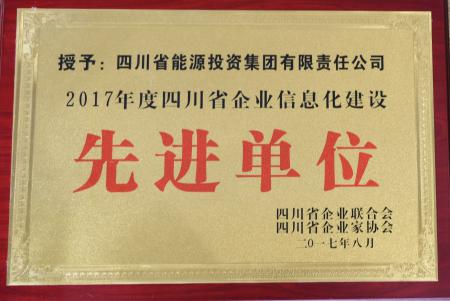 授予：四川省能源投资集团有限责任公司
2017年度四川省企业信息化建设
先进单位
四川省企业联合会
四川省企业家协会
二〇一七年八月